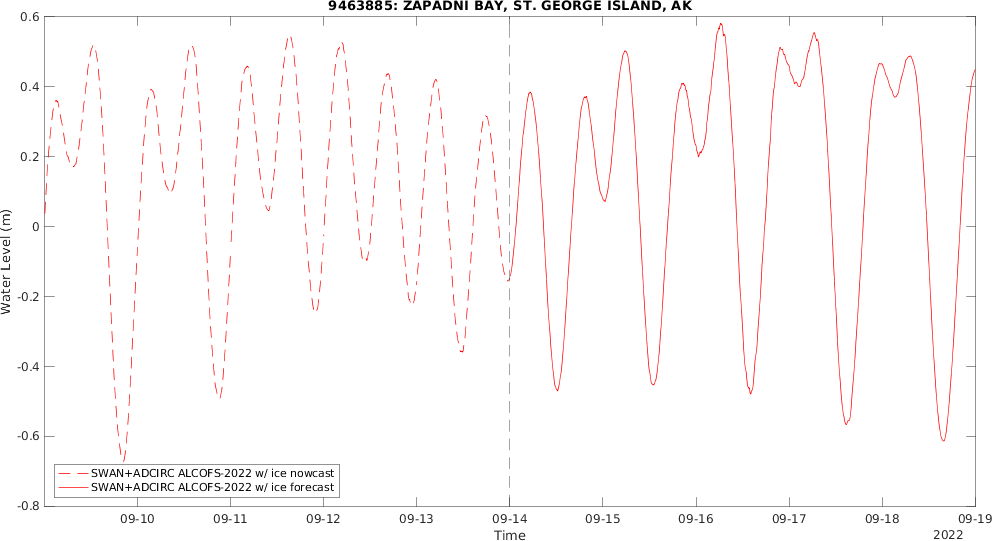 9463885: ZAPADNI BAY, ST. GEORGE ISLAND, AK
0.6
0.4
0.2
0
-0.2
-0.4
-0.6
-0.8
Water Level (m)
SWAN+ADCIRC ALCOFS-2022 w/ ice nowcast
SWAN+ADCIRC ALCOFS-2022 w/ ice forecast
09-10 09-11 09-12 09-13 09-14 09-15 09-16 09-17 09-18 09-19
Time
2022